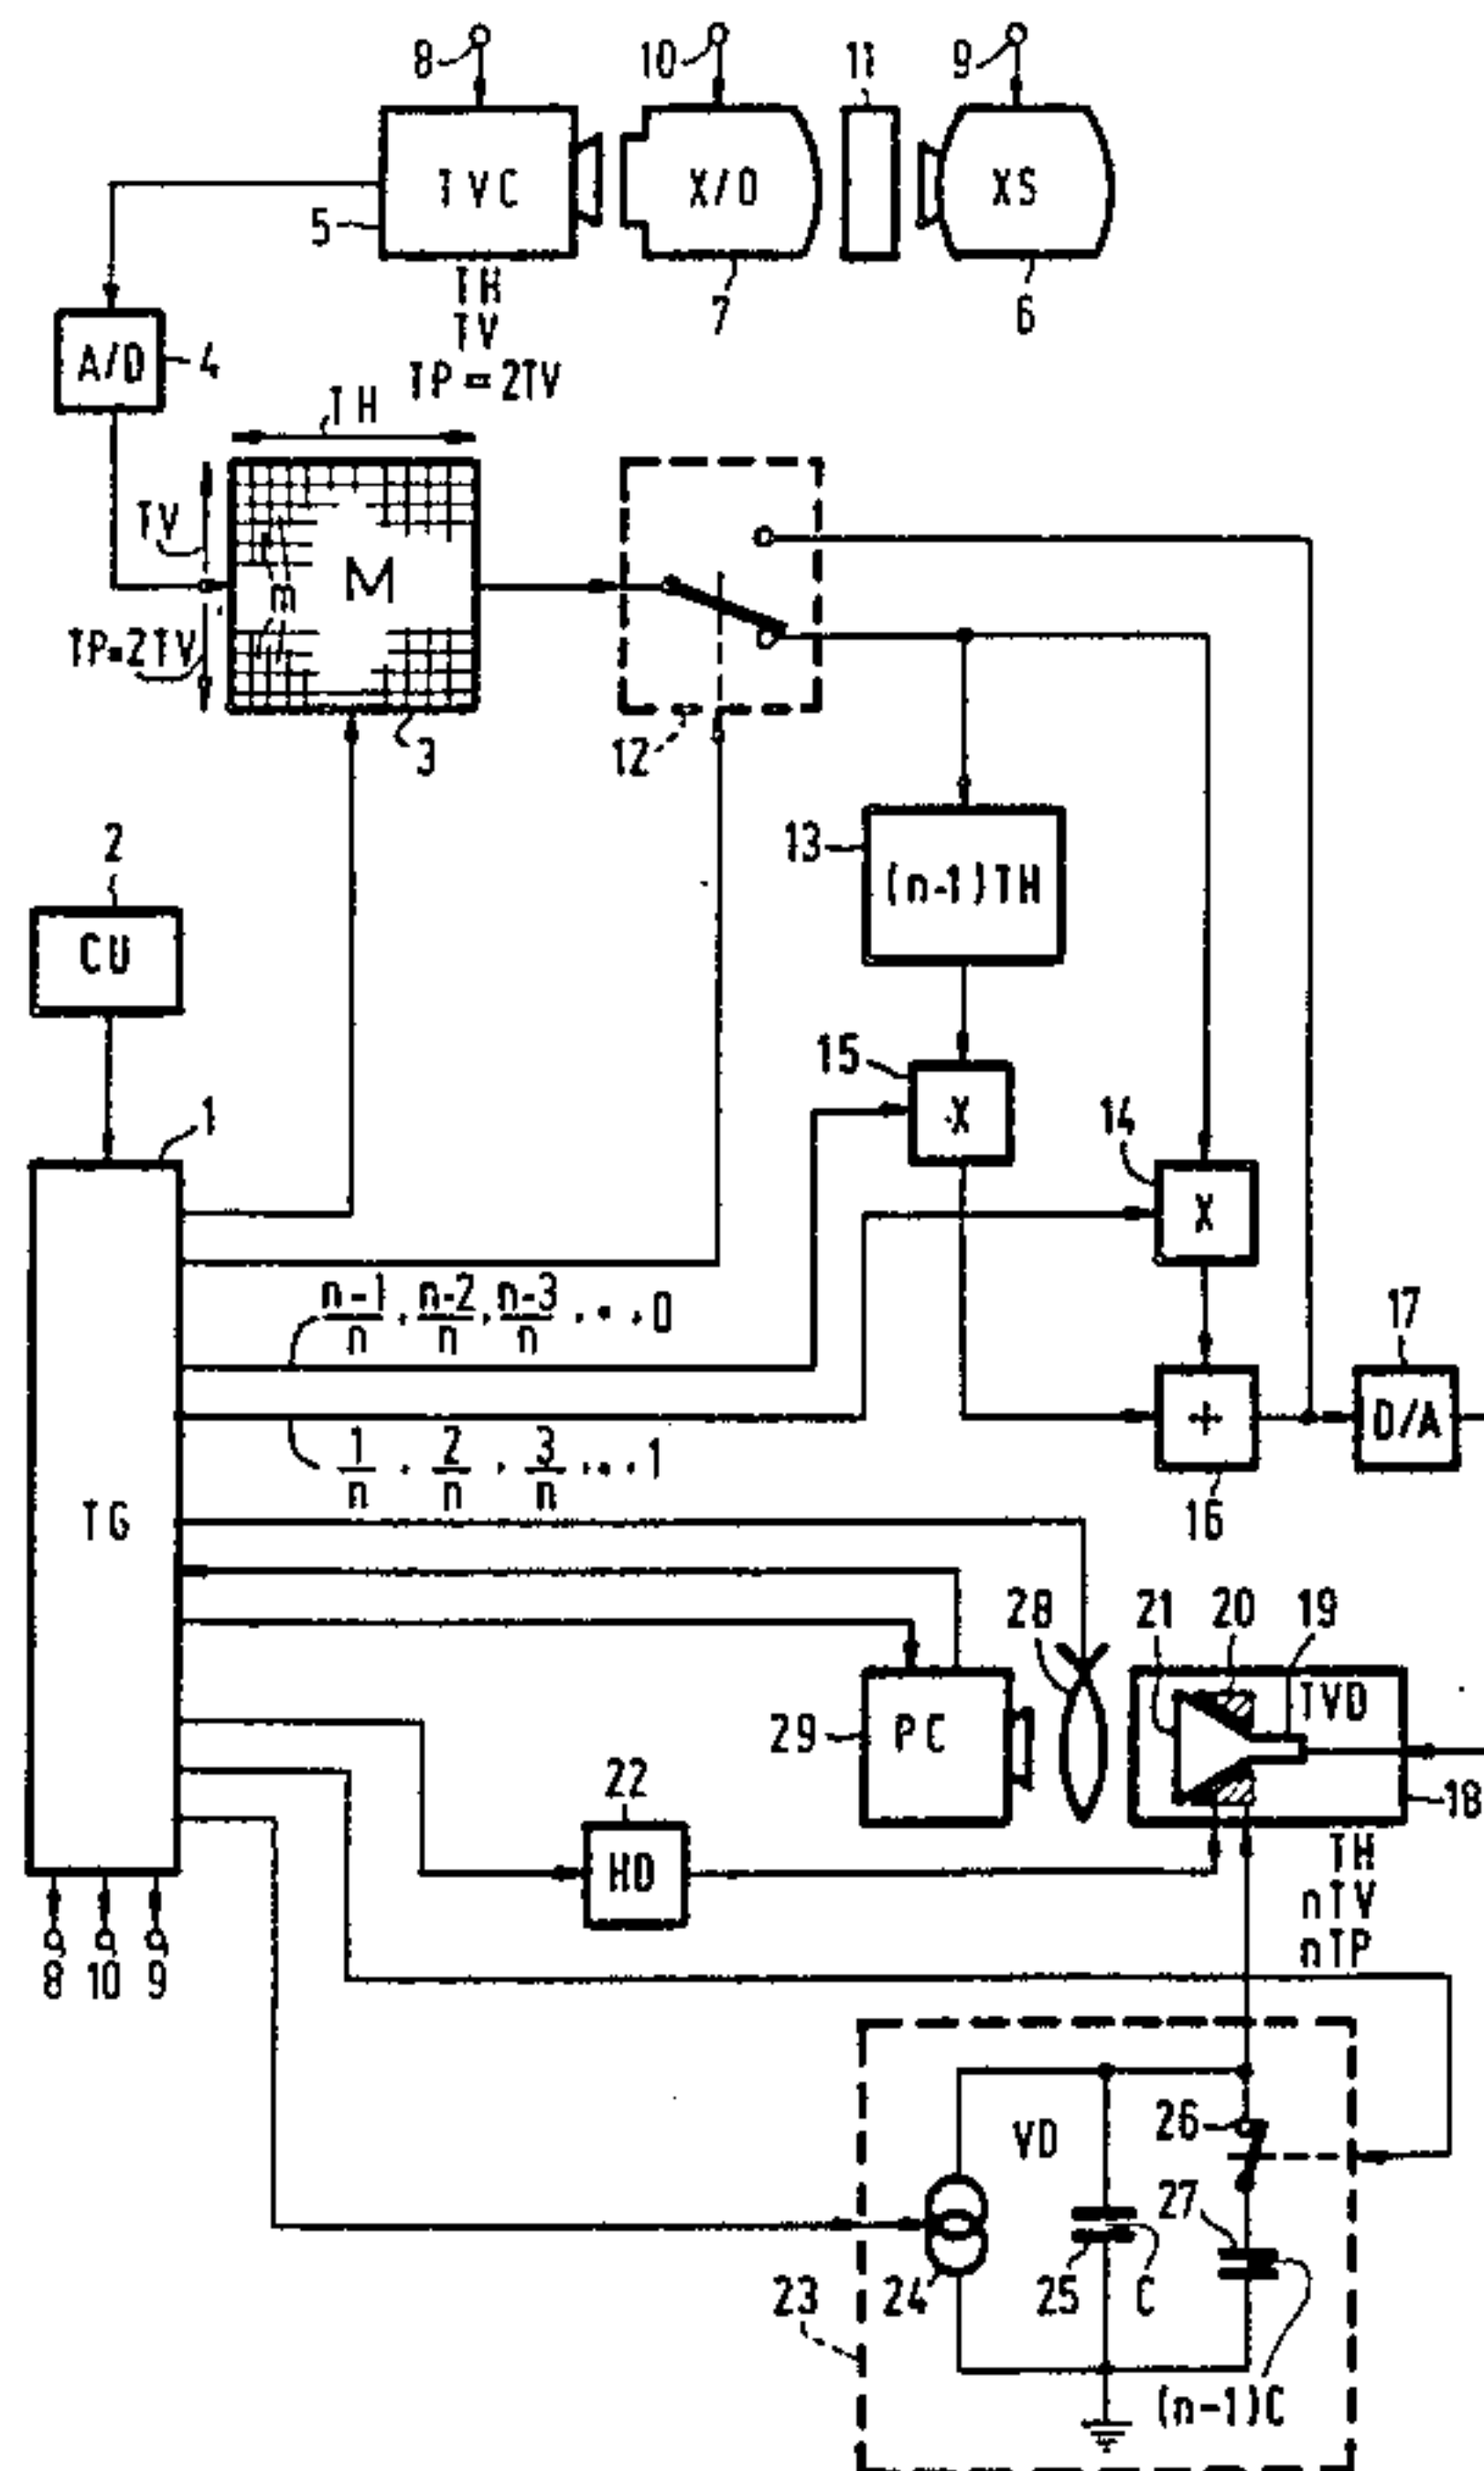 8 10 11 9
TVC X/O XS
5 7 6
TH
TV
TP = 2TV
A/D 4
TH
TV
M
m
TP=2TV
3 12
2
CU
13
(n-1)TH
15
X
14
X
1
n-1/n , n-2/n , n-3/n , • , 0
17
D/A
+
16
1/n , 2/n , 3/n • • 1
TG
28 21 20 19
TVD
29 PC
18
22
HD
TH
nTV
nTP
8 10 9
26
VD
27
23 24 25 C
(n-1)C